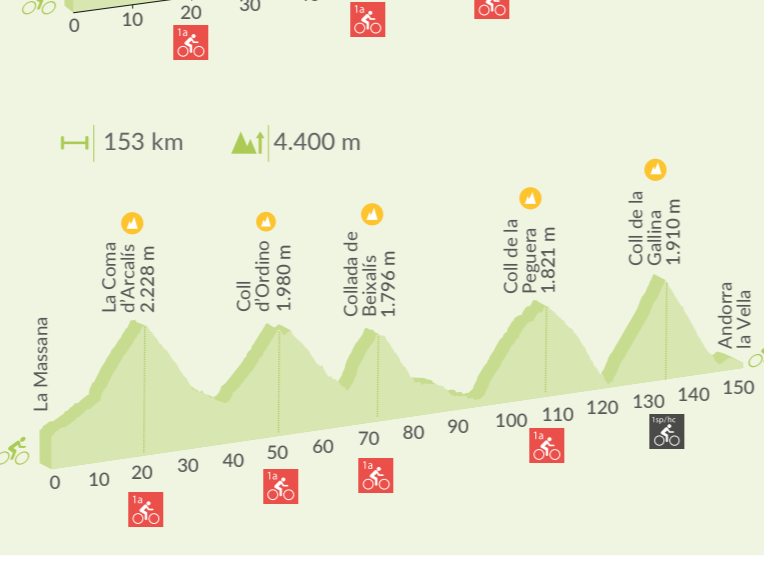 0
10
20
30
1a
1a
153 km
4.400 m
La Massana
La Coma
d'Arcalís
2.228 m
Coll
d'Ordino
1.980 m
Collada de
Beixalís
1.796 m
Coll de la
Peguera
1.821 m
Coll de la
Gallina
1.910 m
Andorra
la Vella
0
10
20
30
40
50
60
70
80
90
100
110
120
130
140
150
1a
1a
1a
1a
1sp/hc